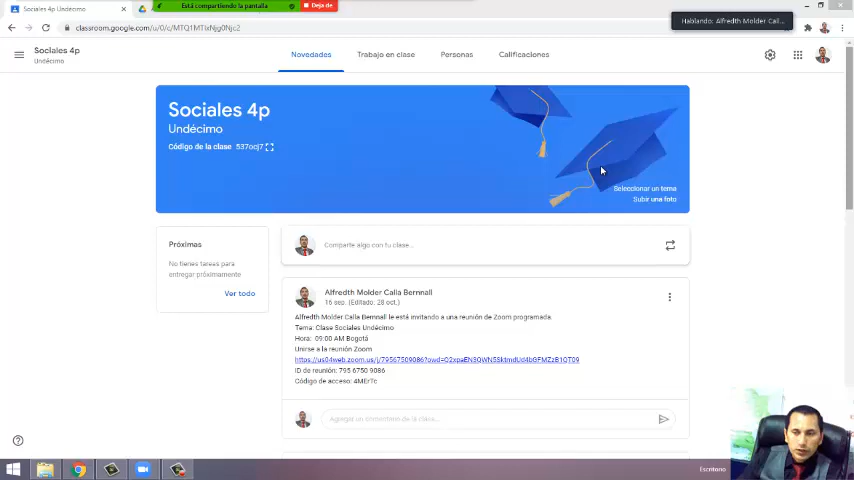 Sociales 4p Undécimo
Está compartiendo la pantalla
Deja de
Hablando: Alfredth Molder Call...
classroom.google.com/u/0/c/MTQ1MTIxNjg0Njc2
Sociales 4p
Undécimo
Novedades
Trabajo en clase
Personas
Calificaciones
Sociales 4p
Undécimo
Código de la clase 537ocj7
Seleccionar un tema
Subir una foto
Próximas
No tienes tareas para
entregar próximamente
Ver todo
Comparte algo con tu clase...
Alfredth Molder Calla Bernnall
16 sep. (Editado: 28 oct.)
Alfredth Molder Calla Bernnall le está invitando a una reunión de Zoom programada.
Tema: Clase Sociales Undécimo
Hora: 09:00 AM Bogotá
Unirse a la reunión Zoom
ID de reunión: 795 6750 9086
Código de acceso: 4MEr7c
Agregar un comentario de la clase...
Escritorio